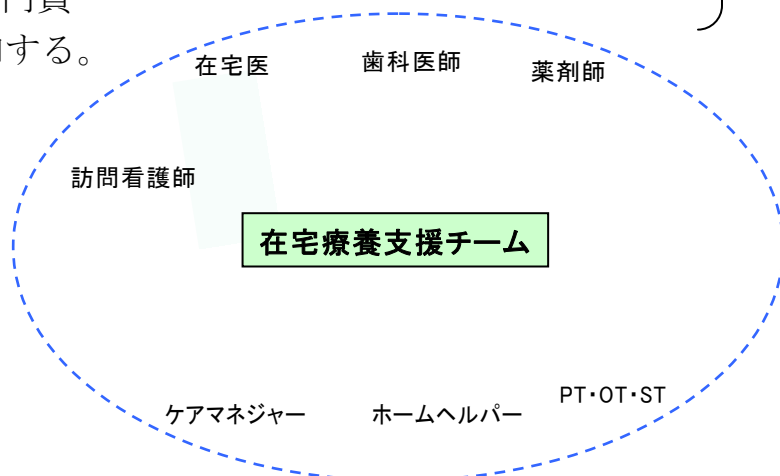 する。
在宅医
歯科医師
薬剤師
訪問看護師
在宅療養支援チーム
PT・OT・ST
ケアマネジャー
ホームヘルパー